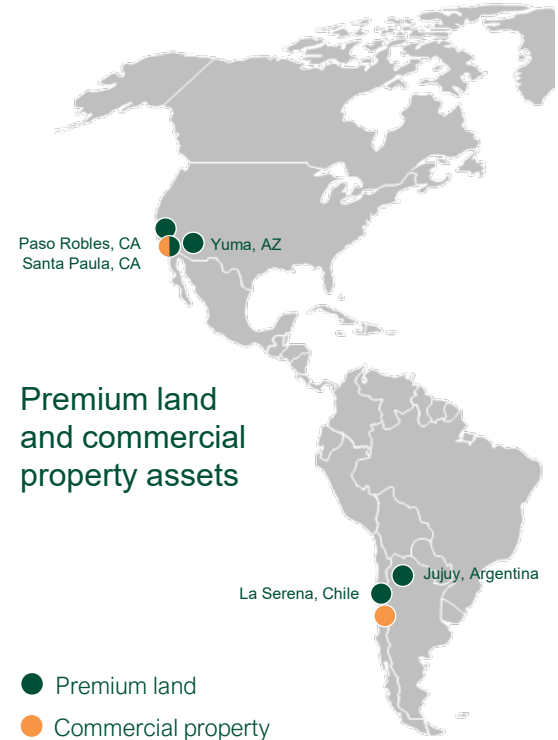 Paso Robles, CA
Santa Paula, CA
Yuma, AZ
Premium land
and commercial
property assets
Jujuy, Argentina
La Serena, Chile
Premium land
Commercial property